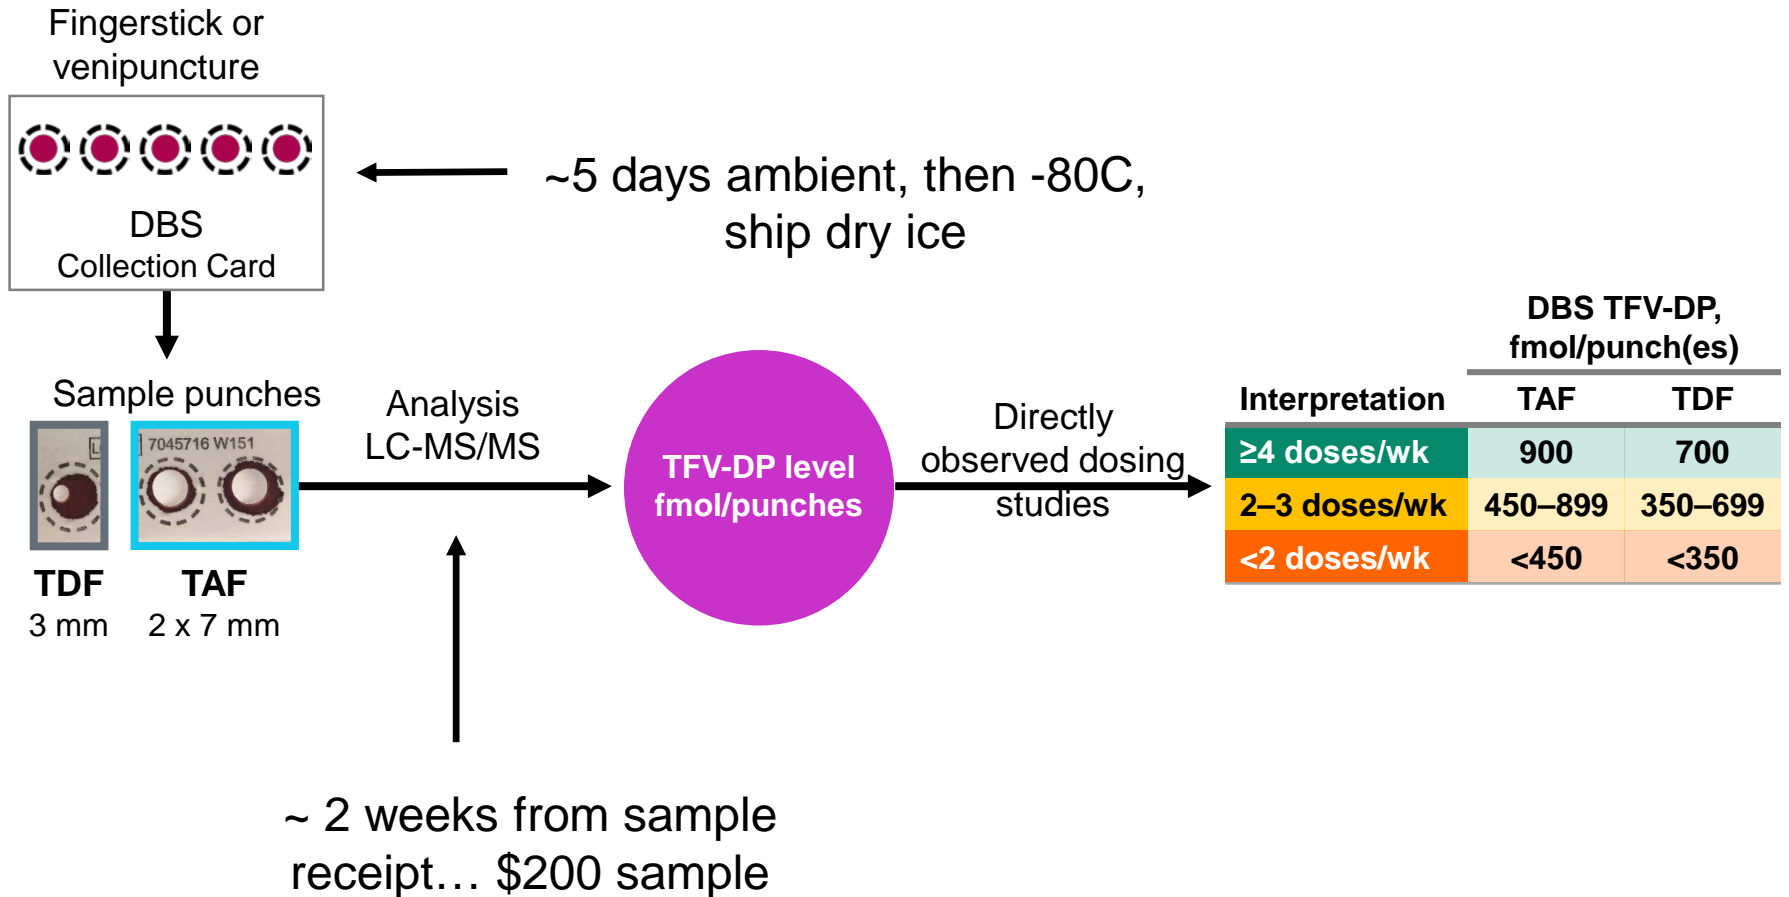 Fingerstick or
venipuncture
DBS
Collection Card
~5 days ambient, then -80C,
ship dry ice
Sample punches
7045716 W151
TDF
3 mm
TAF
2 x 7 mm
Analysis
LC-MS/MS
~ 2 weeks from sample
receipt… $200 sample
TFV-DP level
fmol/punches
Directly
observed dosing
studies
DBS TFV-DP,
fmol/punch(es)
Interpretation TAF TDF
≥4 doses/wk 900 700
2–3 doses/wk 450–899 350–699
<2 doses/wk <450 <350